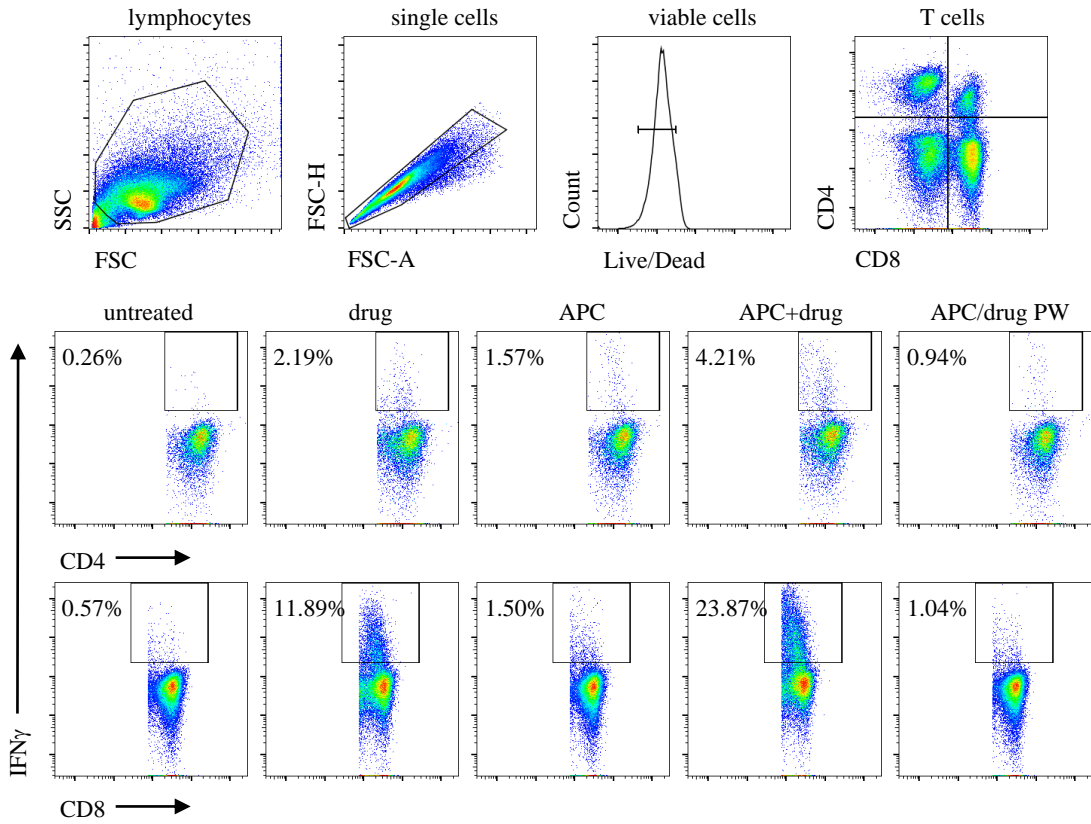 lymphocytes single cells viable cells T cells
SSC FSC-H Count CD4
FSC FSC-A Live/Dead CD8
untreated drug APC APC+drug APC/drug PW
0.26% 2.19% 1.57% 4.21% 0.94%
CD4
0.57% 11.89% 1.50% 23.87% 1.04%
IFNγ
CD8